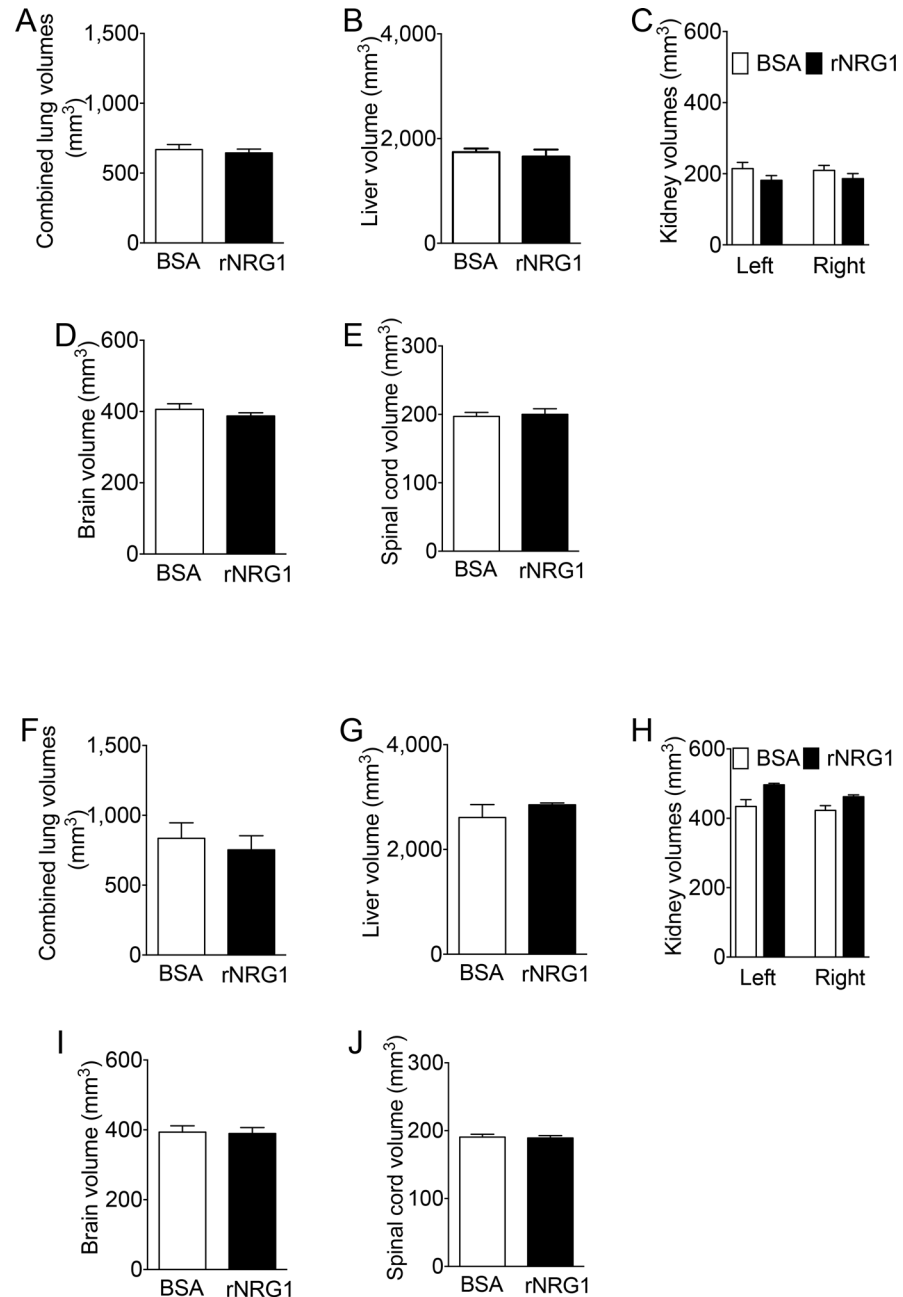 A
Combined lung volumes
(mm³)
1,500
1,000
500
0
BSA rNRG1
B
Liver volume (mm³)
4,000
2,000
0
BSA rNRG1
C
Kidney volumes (mm³)
600
400
200
0
BSA rNRG1
Left Right
D
Brain volume (mm³)
600
400
200
0
BSA rNRG1
E
Spinal cord volume (mm³)
300
200
100
0
BSA rNRG1
F
Combined lung volumes
(mm³)
1,500
1,000
500
0
BSA rNRG1
G
Liver volume (mm³)
4,000
2,000
0
BSA rNRG1
H
Kidney volumes (mm³)
600
400
200
0
BSA rNRG1
Left Right
I
Brain volume (mm³)
600
400
200
0
BSA rNRG1
J
Spinal cord volume (mm³)
300
200
100
0
BSA rNRG1